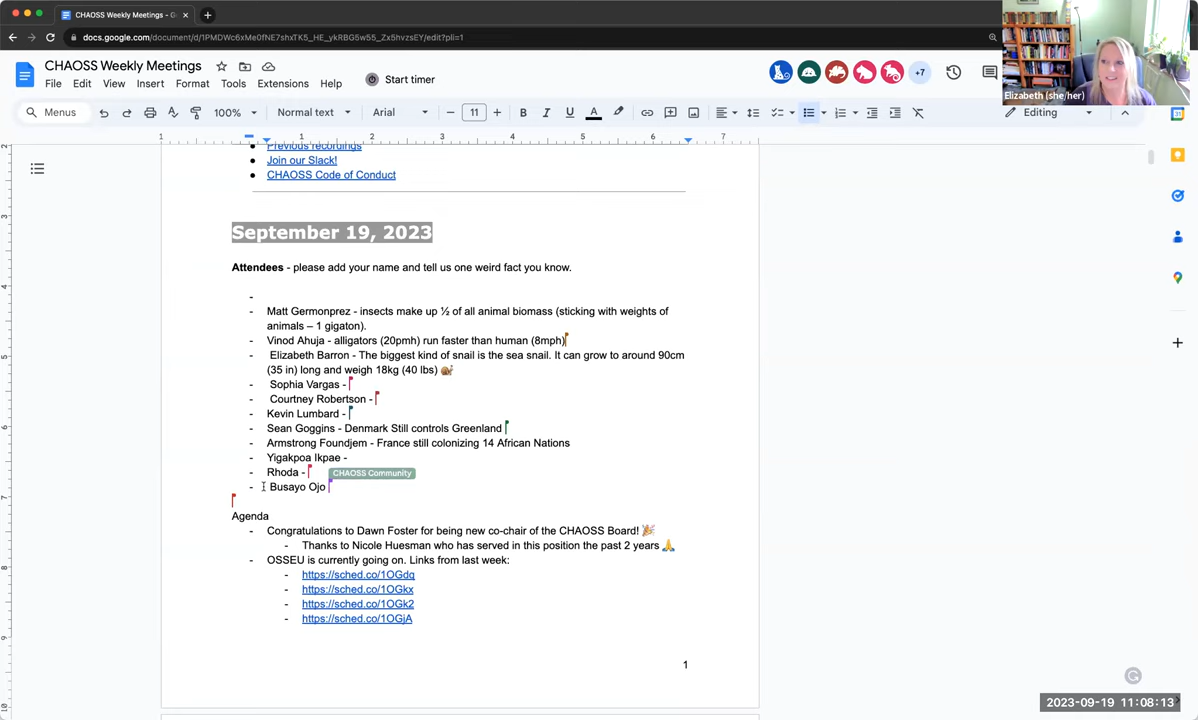 CHAOSS Weekly Meetings - Go
docs.google.com/document/d/1PMDWc6xMe0fNE7shxTK5_HE_ykRBG5w55_Zx5hvzsEY/edit?pli=1
CHAOSS Weekly Meetings
File Edit View Insert Format Tools Extensions Help
Start timer
+7
Elizabeth (she/her)
Menus
100%
Normal text
Arial
11
Editing
Previous recordings
Join our Slack!
CHAOSS Code of Conduct
September 19, 2023
Attendees - please add your name and tell us one weird fact you know.
-
- Matt Germonprez - insects make up ½ of all animal biomass (sticking with weights of
animals – 1 gigaton).
- Vinod Ahuja - alligators (20pmh) run faster than human (8mph)
- Elizabeth Barron - The biggest kind of snail is the sea snail. It can grow to around 90cm
(35 in) long and weigh 18kg (40 lbs) 🐌
- Sophia Vargas -
- Courtney Robertson -
- Kevin Lumbard -
- Sean Goggins - Denmark Still controls Greenland
- Armstrong Foundjem - France still colonizing 14 African Nations
- Yigakpoa Ikpae -
- Rhoda -
CHAOSS Community
- Busayo Ojo
Agenda
- Congratulations to Dawn Foster for being new co-chair of the CHAOSS Board! 🎉
- Thanks to Nicole Huesman who has served in this position the past 2 years 🙏
- OSSEU is currently going on. Links from last week:
- https://sched.co/1OGdq
- https://sched.co/1OGkx
- https://sched.co/1OGk2
- https://sched.co/1OGjA
1
2023-09-19 11:08:13